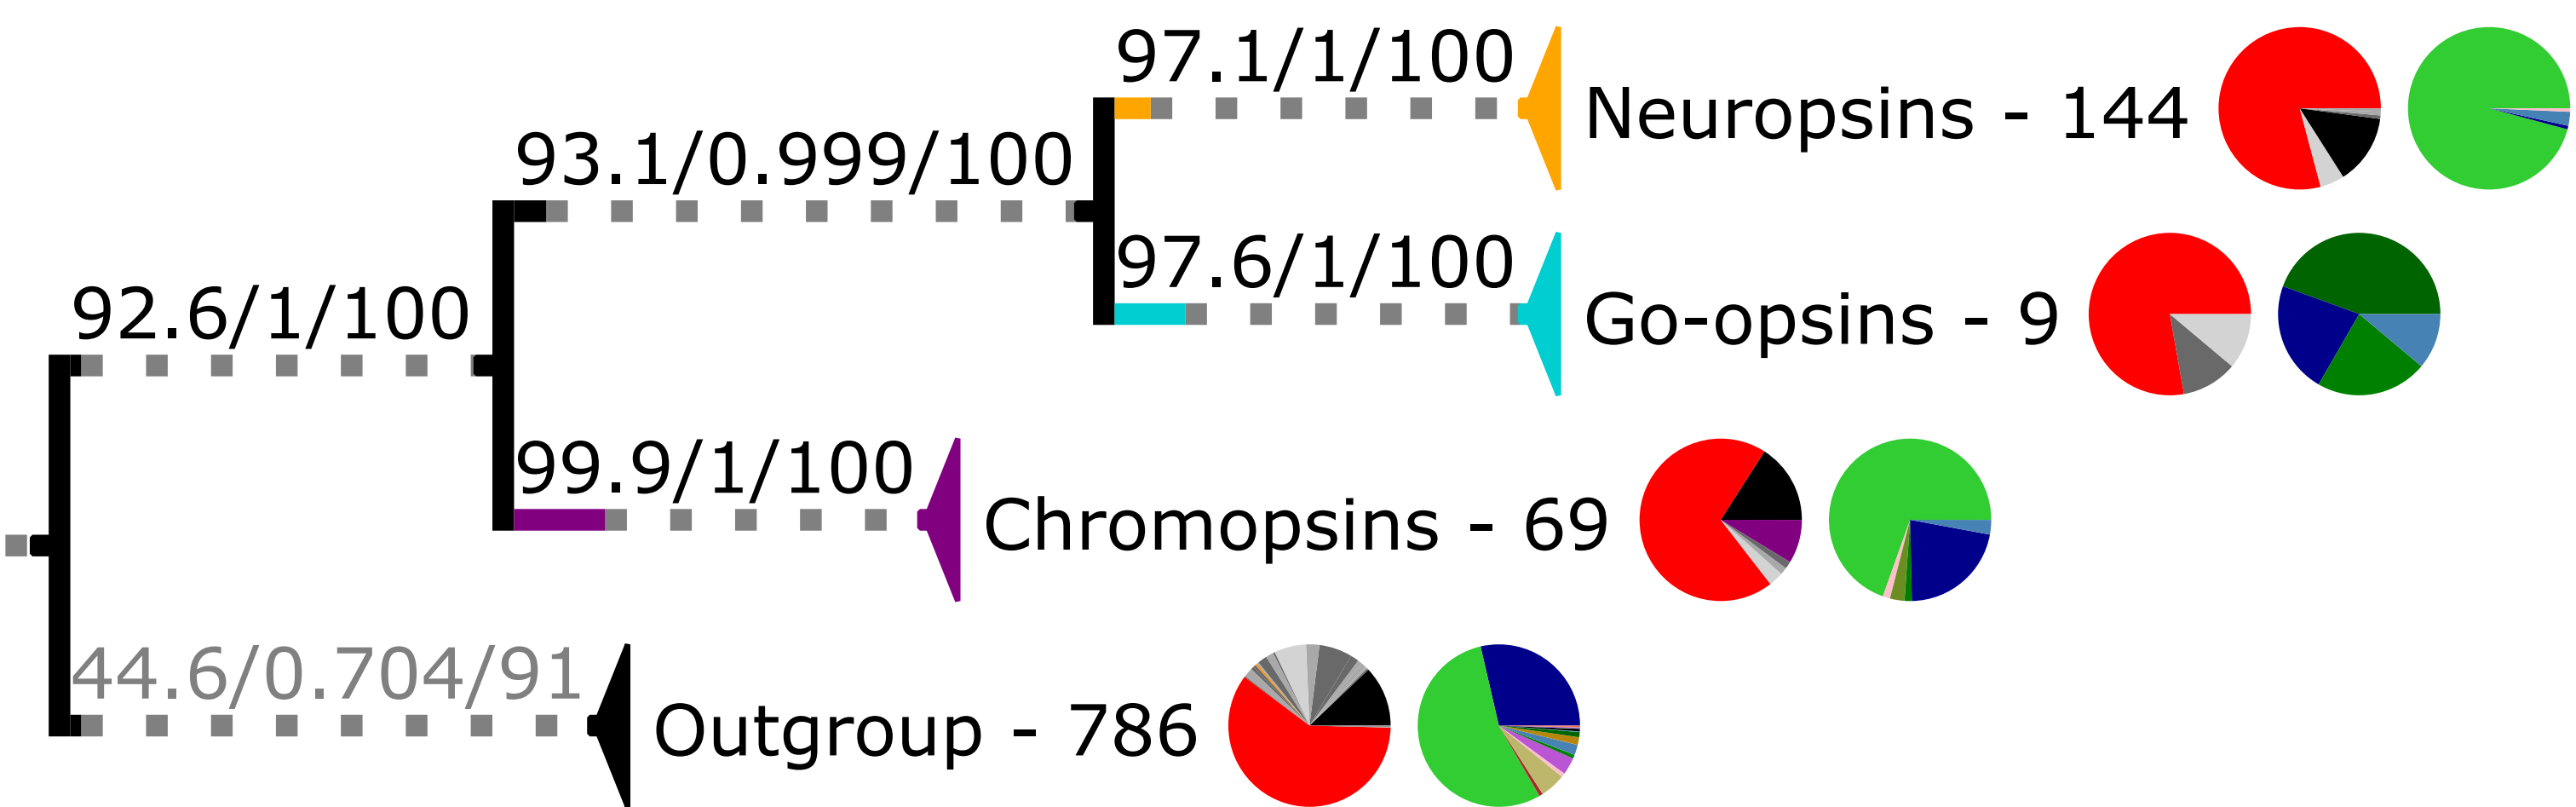 97.1/1/100
Neuropsins - 144
93.1/0.999/100
97.6/1/100
Go-opsins - 9
92.6/1/100
99.9/1/100
Chromopsins - 69
44.6/0.704/91
Outgroup - 786